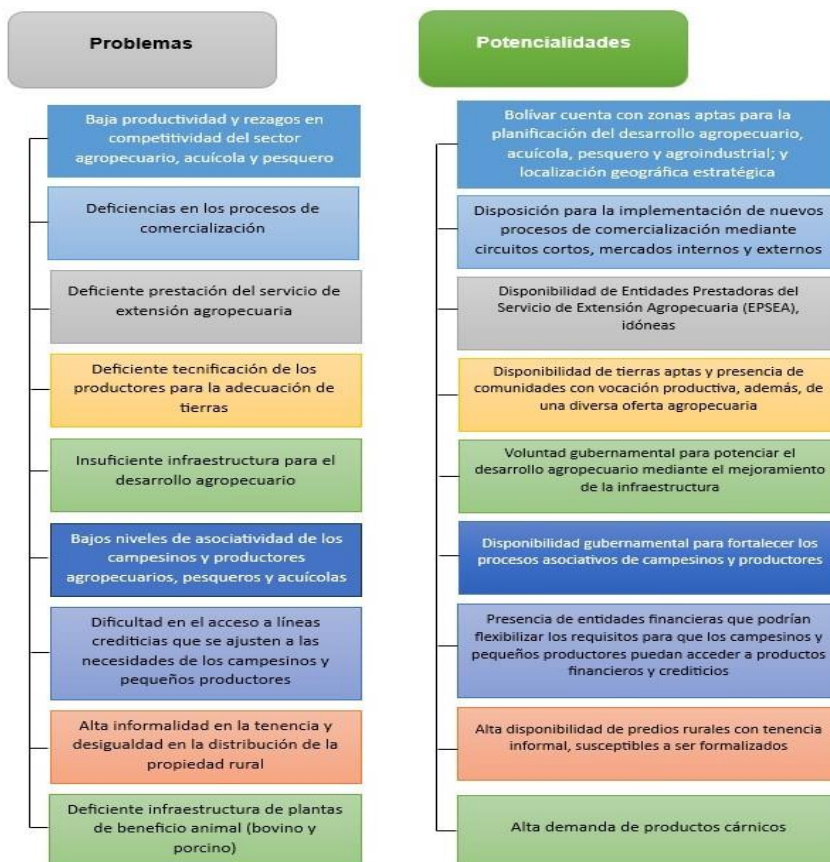 Problemas
Baja productividad y rezagos en
competitividad del sector
agropecuario, acuícola y pesquero
Deficiencias en los procesos de
comercialización
Deficiente prestación del servicio de
extensión agropecuaria
Deficiente tecnificación de los
productores para la adecuación de
tierras
Insuficiente infraestructura para el
desarrollo agropecuario
Bajos niveles de asociatividad de los
campesinos y productores
agropecuarios, pesqueros y acuícolas
Dificultad en el acceso a líneas
crediticias que se ajusten a las
necesidades de los campesinos y
pequeños productores
Alta informalidad en la tenencia y
desigualdad en la distribución de la
propiedad rural
Deficiente infraestructura de plantas
de beneficio animal (bovino y
porcino)
Potencialidades
Bolívar cuenta con zonas aptas para la
planificación del desarrollo agropecuario,
acuícola, pesquero y agroindustrial; y
localización geográfica estratégica
Disposición para la implementación de nuevos
procesos de comercialización mediante
circuitos cortos, mercados internos y externos
Disponibilidad de Entidades Prestadoras del
Servicio de Extensión Agropecuaria (EPSEA),
idóneas
Disponibilidad de tierras aptas y presencia de
comunidades con vocación productiva, además, de
una diversa oferta agropecuaria
Voluntad gubernamental para potenciar el
desarrollo agropecuario mediante el mejoramiento
de la infraestructura
Disponibilidad gubernamental para fortalecer los
procesos asociativos de campesinos y productores
Presencia de entidades financieras que podrían
flexibilizar los requisitos para que los campesinos y
pequeños productores puedan acceder a productos
financieros y crediticios
Alta disponibilidad de predios rurales con tenencia
informal, susceptibles a ser formalizados
Alta demanda de productos cárnicos